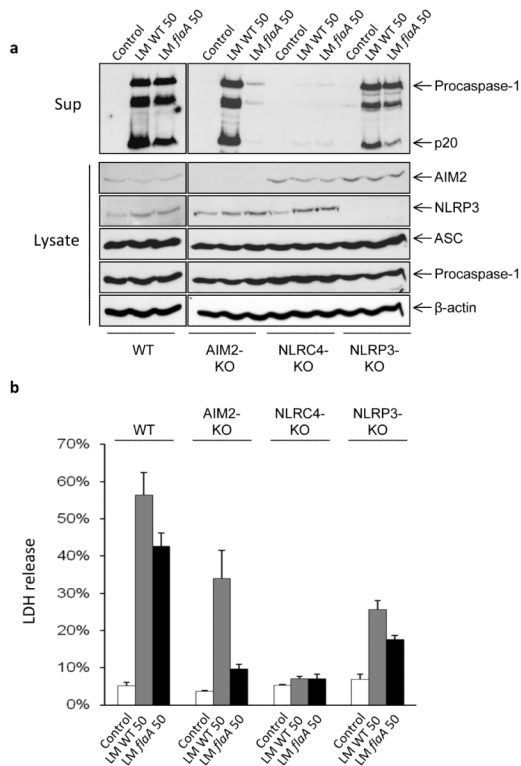 a
Control
LM WT 50
LM flaA 50
Control
LM WT 50
LM flaA 50
Control
LM WT 50
LM flaA 50
Control
LM WT 50
LM flaA 50
Sup
Procaspase-1
p20
Lysate
AIM2
NLRP3
ASC
Procaspase-1
β-actin
WT
AIM2-
KO
NLRC4-
KO
NLRP3-
KO
b
WT
AIM2-
KO
NLRC4-
KO
NLRP3-
KO
LDH release
70%
60%
50%
40%
30%
20%
10%
0%
Control
LM WT 50
LM flaA 50
Control
LM WT 50
LM flaA 50
Control
LM WT 50
LM flaA 50
Control
LM WT 50
LM flaA 50